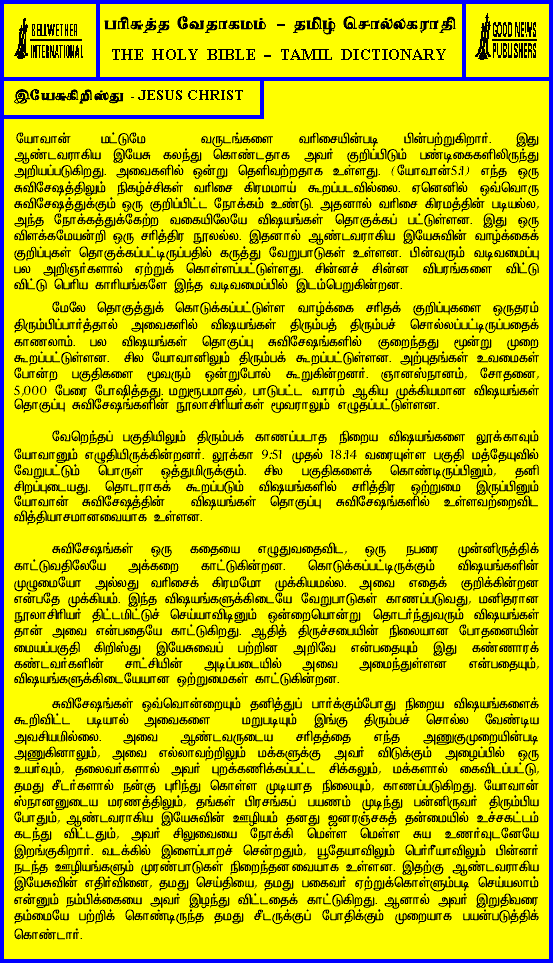 BELLWETHER
INTERNATIONAL
பரிசுத்த வேதாகமம் – தமிழ் சொல்லகராதி
THE HOLY BIBLE – TAMIL DICTIONARY
GOOD NEWS
PUBLISHERS
இயேசுகிறிஸ்து - JESUS CHRIST
யோவான் மட்டுமே வருடங்களை வரிசையின்படி பின்பற்றுகிறார். இது
ஆண்டவராகிய இயேசு கலந்து கொண்டதாக அவர் குறிப்பிடும் பண்டிகைகளிலிருந்து
அறியப்படுகிறது. அவைகளில் ஒன்று தெளிவற்றதாக உள்ளது. (யோவான்5:1) எந்த ஒரு
சுவிசேஷத்திலும் நிகழ்ச்சிகள் வரிசை கிரமமாய் கூறப்படவில்லை. ஏனெனில் ஒவ்வொரு
சுவிசேஷத்துக்கும் ஒரு குறிப்பிட்ட நோக்கம் உண்டு. அதனால் வரிசை கிரமத்தின் படியல்ல,
அந்த நோக்கத்துக்கேற்ற வகையிலேயே விஷயங்கள் தொகுக்கப் பட்டுள்ளன. இது ஒரு
விளக்கமேயன்றி ஒரு சரித்திர நூலல்ல. இதனால் ஆண்டவராகிய இயேசுவின் வாழ்க்கைக்
குறிப்புகள் தொகுக்கப்பட்டிருப்பதில் கருத்து வேறுபாடுகள் உள்ளன. பின்வரும் வடிவமைப்பு
பல அறிஞர்களால் ஏற்றுக் கொள்ளப்பட்டுள்ளது. சின்னச் சின்ன விபரங்களை விட்டு
விட்டு பெரிய காரியங்களே இந்த வடிவமைப்பில் இடம்பெறுகின்றன.
மேலே தொகுத்துக் கொடுக்கப்பட்டுள்ள வாழ்க்கை சரிதக் குறிப்புகளை ஒருதரம்
திரும்பிப்பார்த்தால் அவைகளில் விஷயங்கள் திரும்பத் திரும்பச் சொல்லப்பட்டிருப்பதைக்
காணலாம். பல விஷயங்கள் தொகுப்பு சுவிசேஷங்களில் குறைந்தது மூன்று முறை
கூறப்பட்டுள்ளன. சில யோவானிலும் திரும்பக் கூறப்பட்டுள்ளன. அற்புதங்கள் உவமைகள்
போன்ற பகுதிகளை மூவரும் ஒன்றுபோல் கூறுகின்றனர். ஞானஸ்நானம், சோதனை,
5,000 பேரை போஷித்தது. மறுரூபமாதல், பாடுபட்ட வாரம் ஆகிய முக்கியமான விஷயங்கள்
தொகுப்பு சுவிசேஷங்களின் நூலாசிரியர்கள் மூவராலும் எழுதப்பட்டுள்ளன.
வேறெந்தப் பகுதியிலும் திரும்பக் காணப்படாத நிறைய விஷயங்களை லூக்காவும்
யோவானும் எழுதியிருக்கின்றனர். லூக்கா 9:51 முதல் 18:14 வரையுள்ள பகுதி மத்தேயுவில்
வேறுபட்டும் பொருள் ஒத்துமிருக்கும். சில பகுதிகளைக் கொண்டிருப்பினும், தனி
சிறப்புடையது. தொடராகக் கூறப்படும் விஷயங்களில் சரித்திர ஒற்றுமை இருப்பினும்
யோவான் சுவிசேஷத்தின் விஷயங்கள் தொகுப்பு சுவிசேஷங்களில் உள்ளவற்றைவிட
வித்தியாசமானவையாக உள்ளன.
சுவிசேஷங்கள் ஒரு கதையை எழுதுவதைவிட, ஒரு நபரை முன்னிருத்திக்
காட்டுவதிலேயே அக்கறை காட்டுகின்றன. கொடுக்கப்பட்டிருக்கும் விஷயங்களின்
முழுமையோ அல்லது வரிசைக் கிரமமோ முக்கியமல்ல. அவை எதைக் குறிக்கின்றன
என்பதே முக்கியம். இந்த விஷயங்களுக்கிடையே வேறுபாடுகள் காணப்படுவது, மனிதரான
நூலாசிரியர் திட்டமிட்டுச் செய்யாவிடினும் ஒன்றையொன்று தொடர்ந்துவரும் விஷயங்கள்
தான் அவை என்பதையே காட்டுகிறது. ஆதித் திருச்சபையின் நிலையான போதனையின்
மையப்பகுதி கிறிஸ்து இயேசுவைப் பற்றின அறிவே என்பதையும் இது கண்ணாரக்
கண்டவர்களின் சாட்சியின் அடிப்படையில் அவை அமைந்துள்ளன என்பதையும்,
விஷயங்களுக்கிடையேயான ஒற்றுமைகள் காட்டுகின்றன.
சுவிசேஷங்கள் ஒவ்வொன்றையும் தனித்துப் பார்க்கும்போது நிறைய விஷயங்களைக்
கூறிவிட்ட படியால் அவைகளை மறுபடியும் இங்கு திரும்பச் சொல்ல வேண்டிய
அவசியமில்லை. அவை ஆண்டவருடைய சரிதத்தை எந்த அணுகுமுறையின்படி
அணுகினாலும், அவை எல்லாவற்றிலும் மக்களுக்கு அவர் விடுக்கும் அழைப்பில் ஒரு
உயர்வும், தலைவர்களால் அவர் புறக்கணிக்கப்பட்ட சிக்கலும், மக்களால் கைவிடப்பட்டு,
தமது சீடர்களால் நன்கு புரிந்து கொள்ள முடியாத நிலையும், காணப்படுகிறது. யோவான்
ஸ்நானனுடைய மரணத்திலும், தங்கள் பிரசங்கப் பயணம் முடிந்து பன்னிருவர் திரும்பிய
போதும், ஆண்டவராகிய இயேசுவின் ஊழியம் தனது ஜனரஞ்சகத் தன்மையில் உச்சகட்டம்
கடந்து விட்டதும், அவர் சிலுவையை நோக்கி மெள்ள மெள்ள சுய உணர்வுடனேயே
இறங்குகிறார். வடக்கில் இளைப்பாறச் சென்றதும், யூதேயாவிலும் பெரீயாவிலும் பின்னர்
நடந்த ஊழியங்களும் முரண்பாடுகள் நிறைந்தனவையாக உள்ளன. இதற்கு ஆண்டவராகிய
இயேசுவின் எதிர்வினை, தமது செய்தியை, தமது பகைவர் ஏற்றுக்கொள்ளும்படி செய்யலாம்
என்னும் நம்பிக்கையை அவர் இழந்து விட்டதைக் காட்டுகிறது. ஆனால் அவர் இறுதிவரை
தம்மையே பற்றிக் கொண்டிருந்த தமது சீடருக்குப் போதிக்கும் முறையாக பயன்படுத்திக்
கொண்டார்.